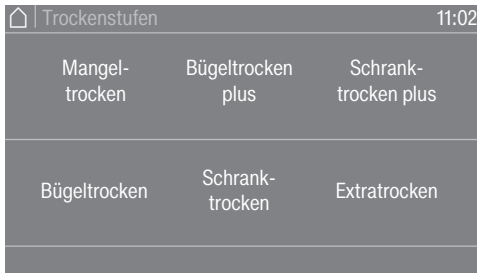 Trockenstufen 11:02
Mangel- Bügeltrocken Schrank-
trocken plus trocken plus
Bügeltrocken Schrank- Extratrocken
trocken